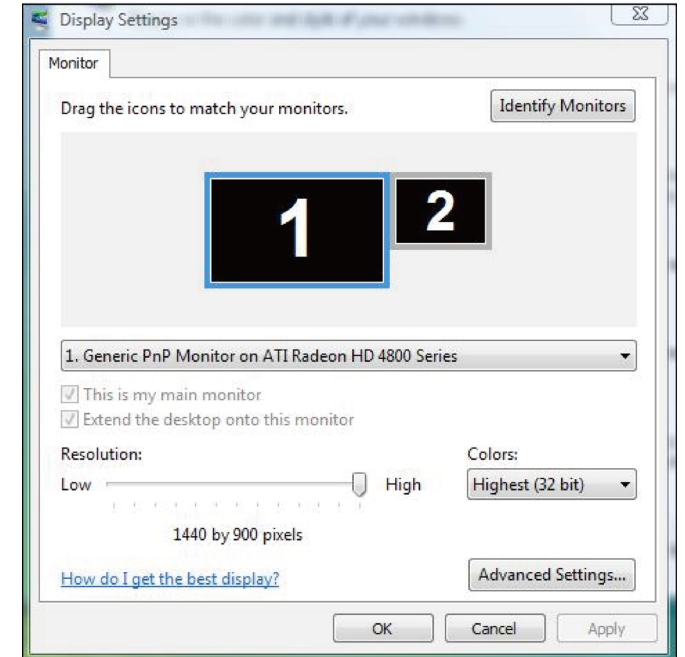 Display Settings
Monitor
Drag the icons to match your monitors.
Identify Monitors
1
2
1. Generic PnP Monitor on ATI Radeon HD 4800 Series
This is my main monitor
Extend the desktop onto this monitor
Resolution:
Colors:
Low
High
Highest (32 bit)
1440 by 900 pixels
How do I get the best display?
Advanced Settings...
OK
Cancel
Apply